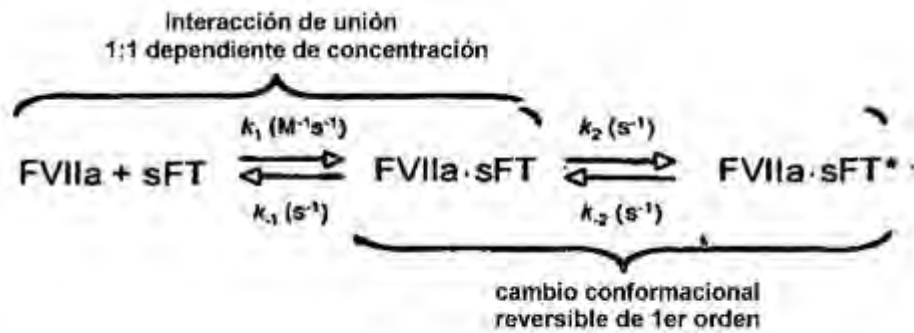 Interacción de unión
1:1 dependiente de concentración
k₁ (M⁻¹s⁻¹) k₂ (s⁻¹)
FVIIa + sFT FVIIa·sFT FVIIa·sFT*
k₋₁ (s⁻¹) k₋₂ (s⁻¹)
cambio conformacional
reversible de 1er orden